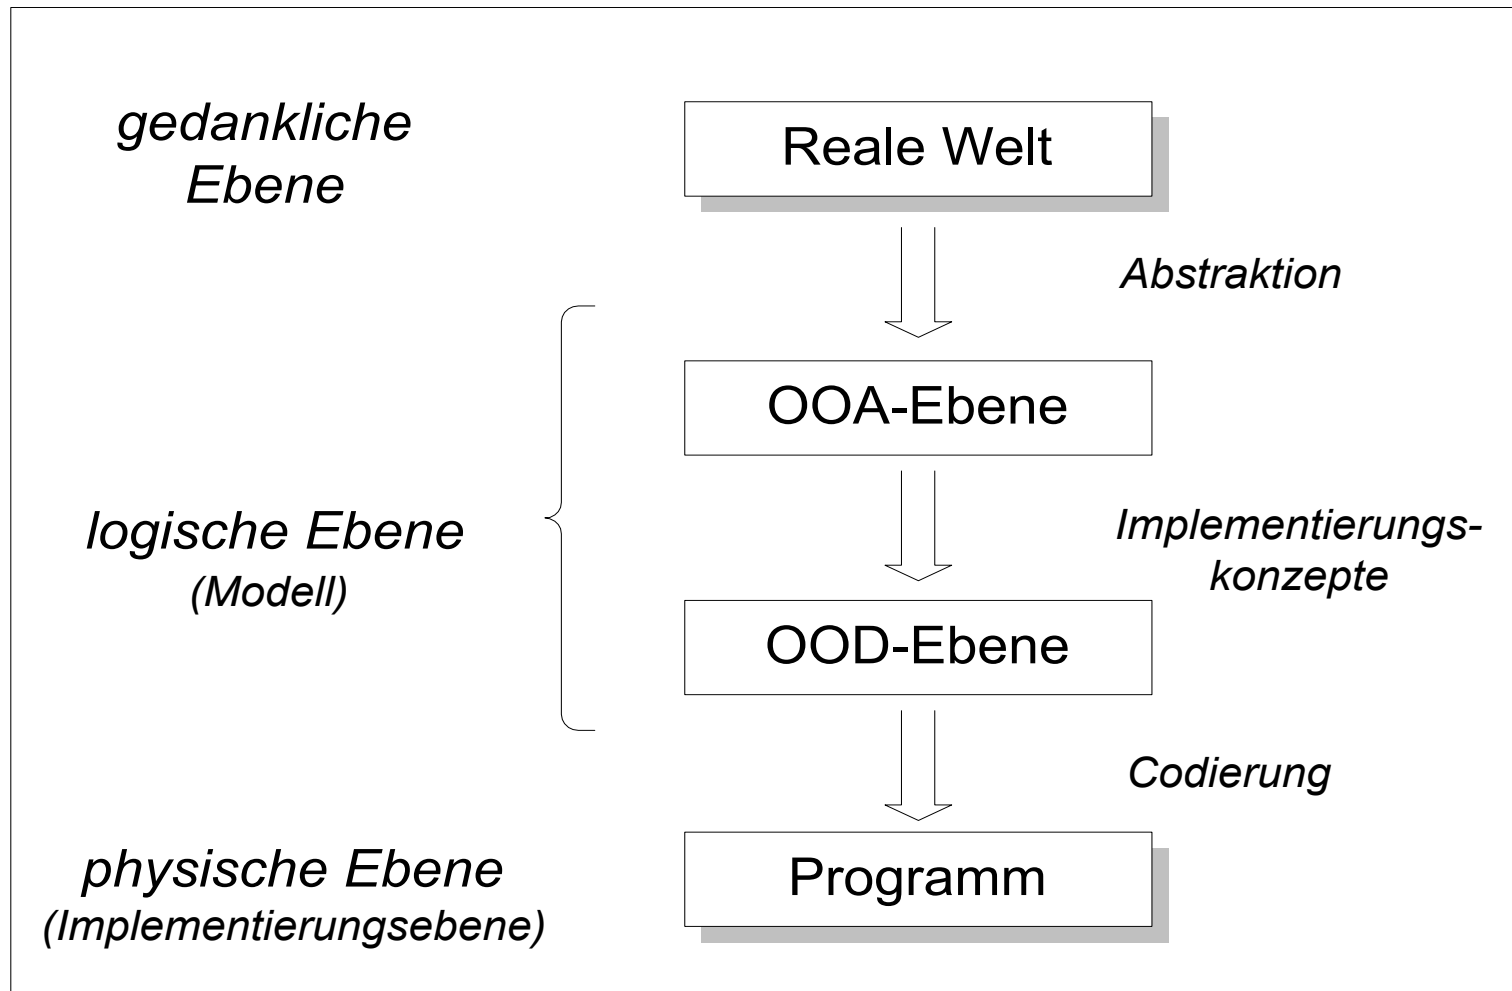 gedankliche
Ebene
Reale Welt
Abstraktion
OOA-Ebene
logische Ebene
(Modell)
Implementierungs-
konzepte
OOD-Ebene
Codierung
physische Ebene
(Implementierungsebene)
Programm